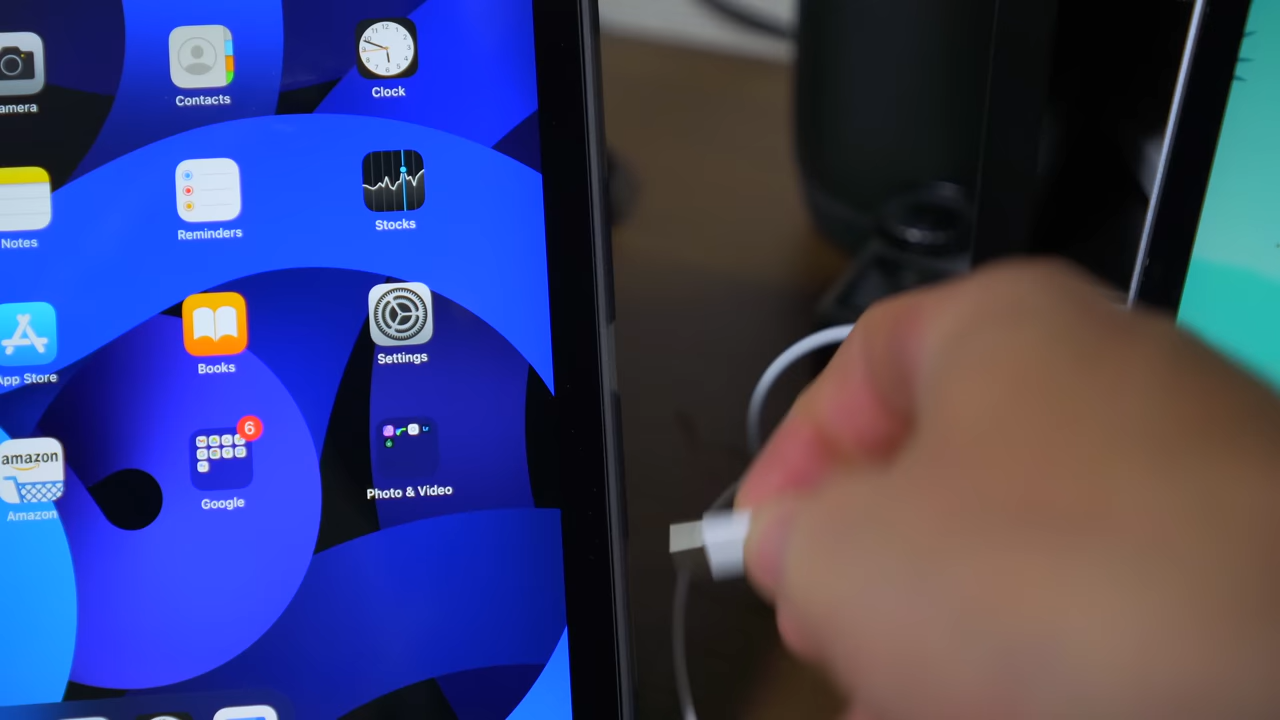 amera
Contacts
Clock
Notes
Reminders
Stocks
App Store
Books
Settings
amazon
6
Amazon
Google
Photo & Video